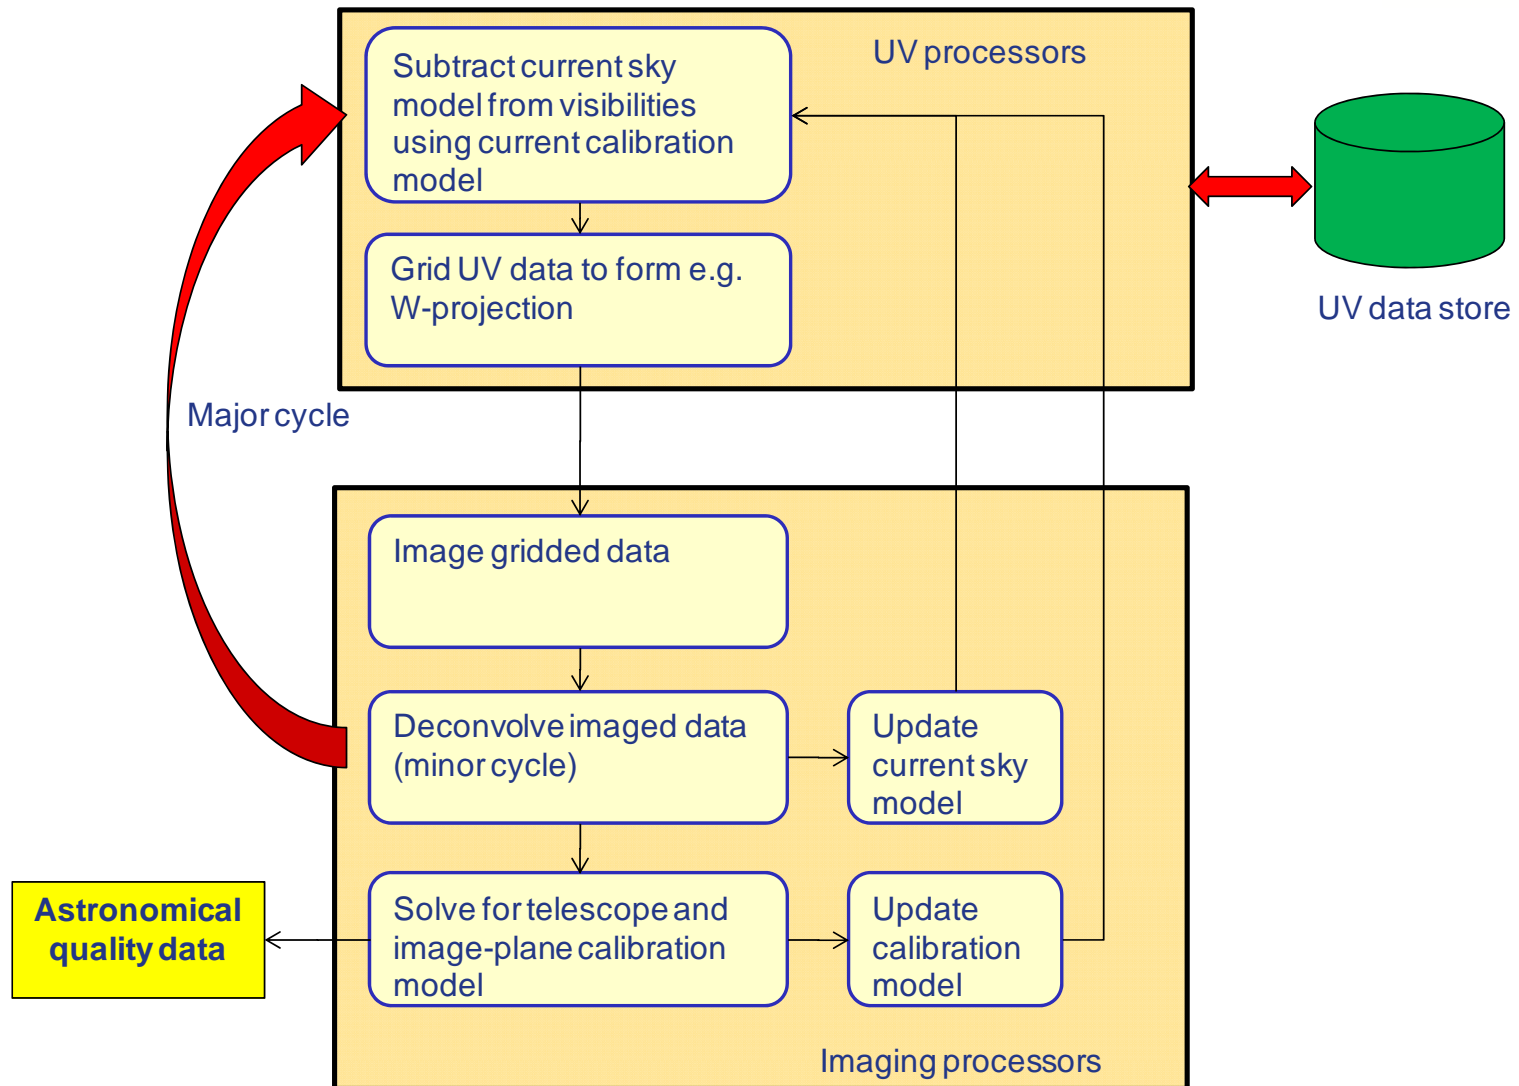 Subtract current sky
model from visibilities
using current calibration
model
UV processors
Grid UV data to form e.g.
W-projection
UV data store
Major cycle
Image gridded data
Deconvolve imaged data
(minor cycle)
Update
current sky
model
Astronomical
quality data
Solve for telescope and
image-plane calibration
model
Update
calibration
model
Imaging processors